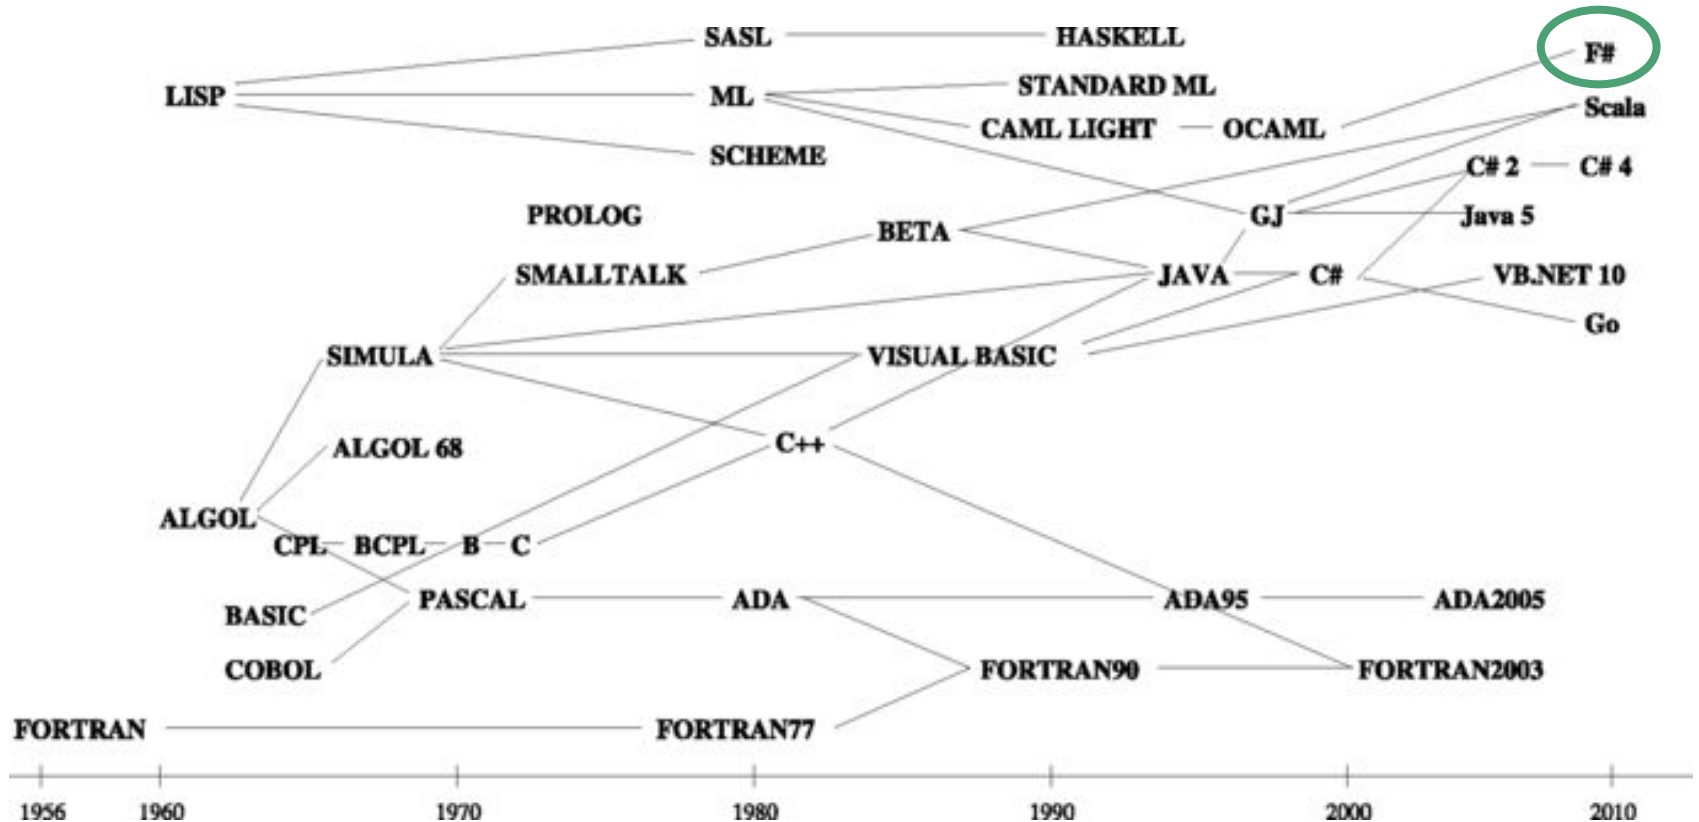 SASL HASKELL
F#
LISP ML STANDARD ML
Scala
CAML LIGHT OCAML
SCHEME
C# 2 C# 4
PROLOG BETA GJ Java 5
SMALLTALK JAVA C# VB.NET 10
Go
SIMULA VISUAL BASIC
ALGOL 68 C++
ALGOL
CPL BCPL B C
PASCAL ADA ADA95 ADA2005
BASIC
COBOL FORTRAN90 FORTRAN2003
FORTRAN FORTRAN77
1956 1960 1970 1980 1990 2000 2010